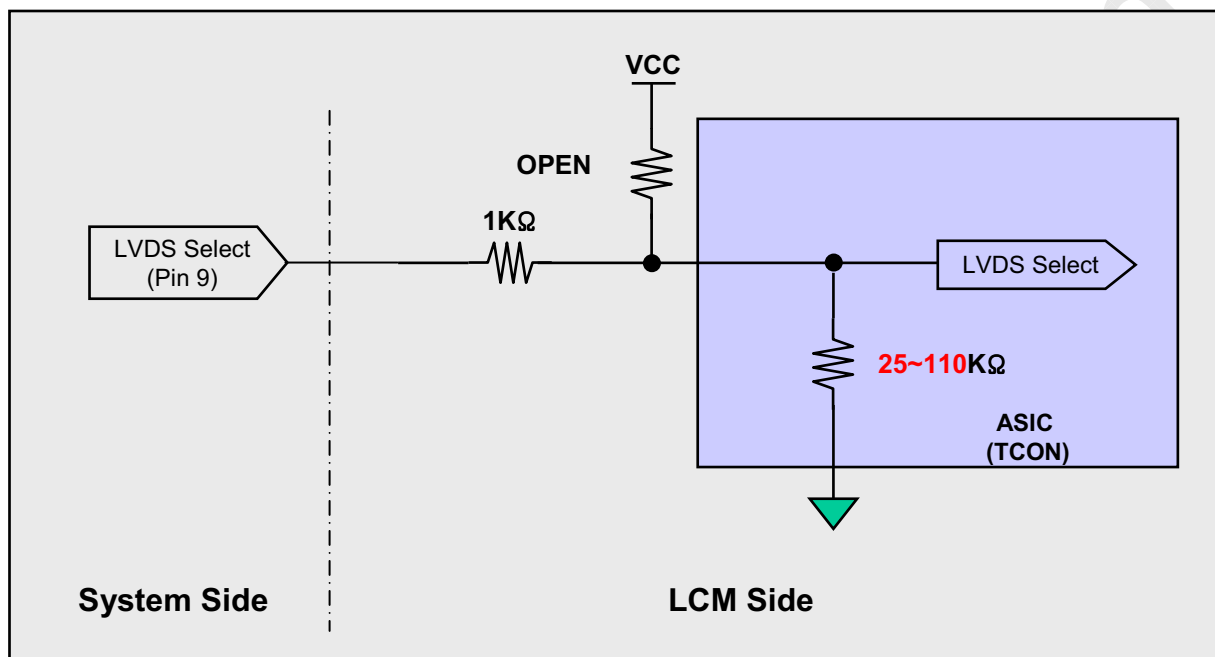 VCC
OPEN
1KΩ
LVDS Select
(Pin 9)
LVDS Select
25~110KΩ
ASIC
(TCON)
System Side
LCM Side